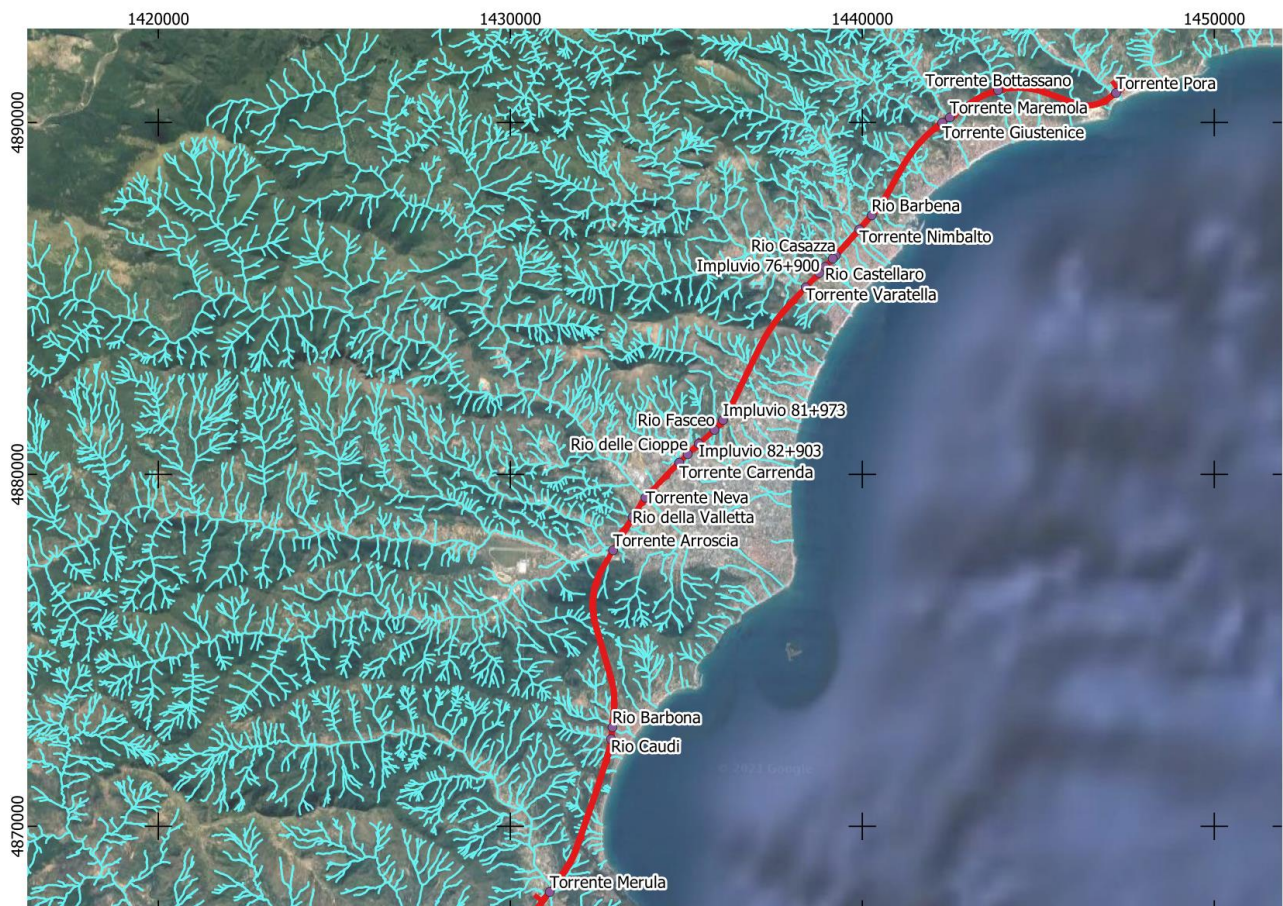 1420000
1430000
1440000
1450000
4890000
4880000
4870000
Torrente Bottassano
Torrente Pora
Torrente Maremola
Torrente Giustenice
Rio Barbena
Torrente Nimbalto
Rio Casazza
Impluvio 76+900
Rio Castellaro
Torrente Varatella
Impluvio 81+973
Rio Fasceo
Rio delle Cioppe
Impluvio 82+903
Torrente Carrenda
Torrente Neva
Rio della Valletta
Torrente Arroscia
Rio Barbona
Rio Caudi
© 2023 Google
Torrente Merula